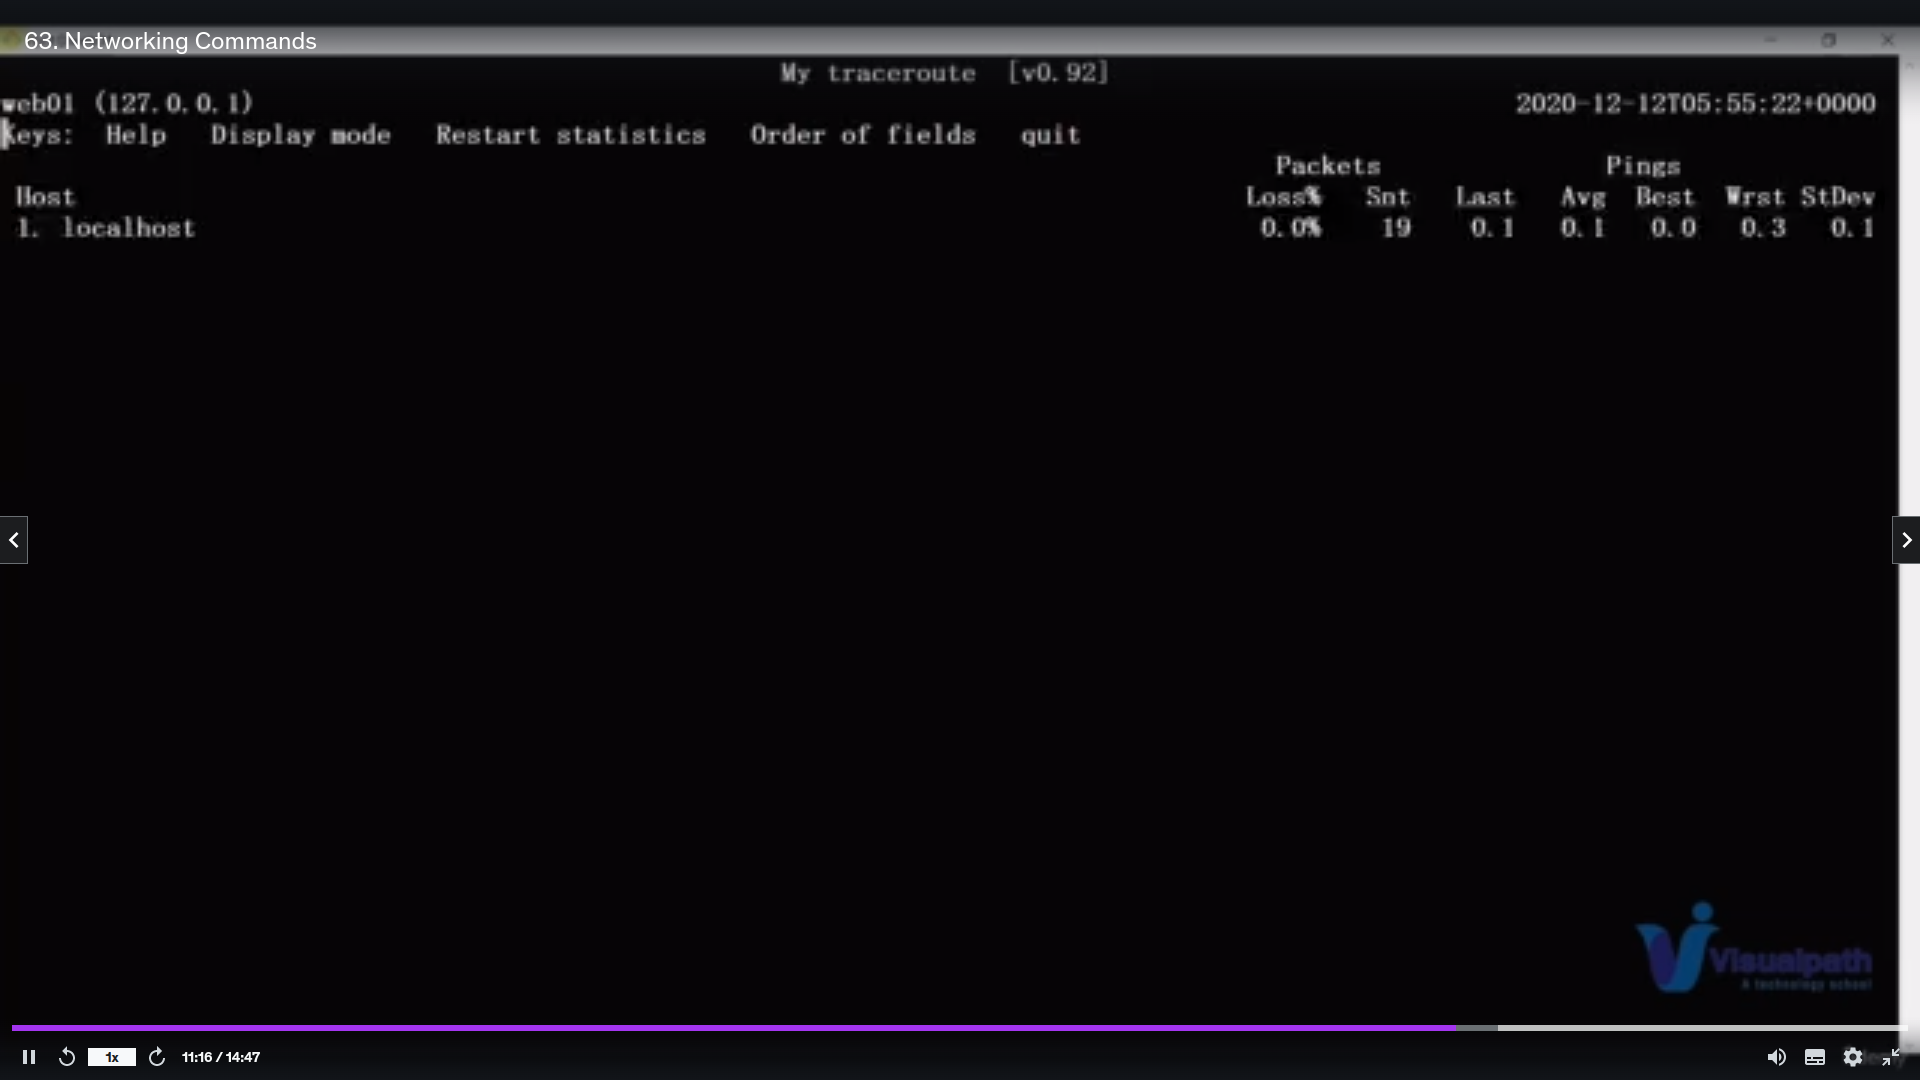 63. Networking Commands
My traceroute [v0.92]
web01 (127.0.0.1) 2020-12-12T05:55:22+0000
Keys: Help Display mode Restart statistics Order of fields quit
Packets Pings
Host Loss% Snt Last Avg Best Wrst StDev
1. localhost 0.0% 19 0.1 0.1 0.0 0.3 0.1
Visualpath
A technology school
1x 11:16 / 14:47